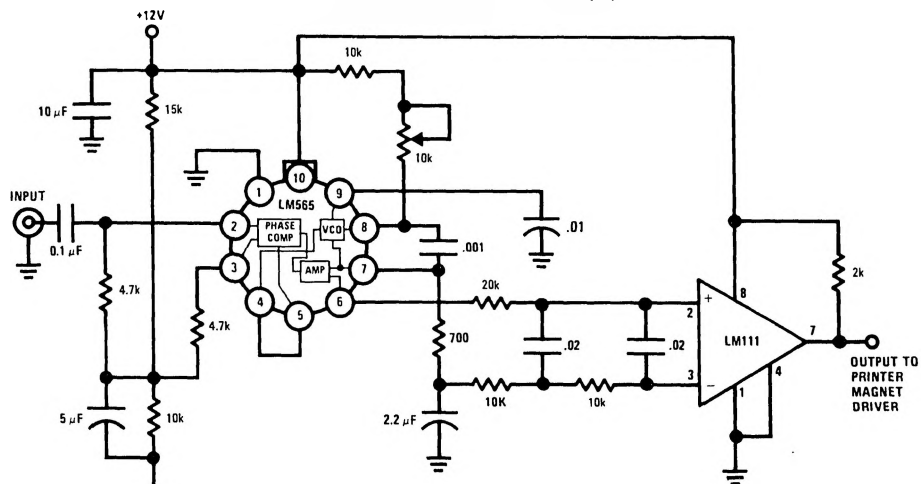 +12V
10k
10 μF
15k
10k
INPUT
0.1 μF
1
10
9
LM565
2
PHASE COMP
VCO
8
3
AMP
7
4
5
6
.001
.01
4.7k
4.7k
20k
700
.02
.02
+
2
8
LM111
7
2k
3
−
1
4
OUTPUT TO
PRINTER
MAGNET
DRIVER
5 μF
10k
2.2 μF
10K
10k